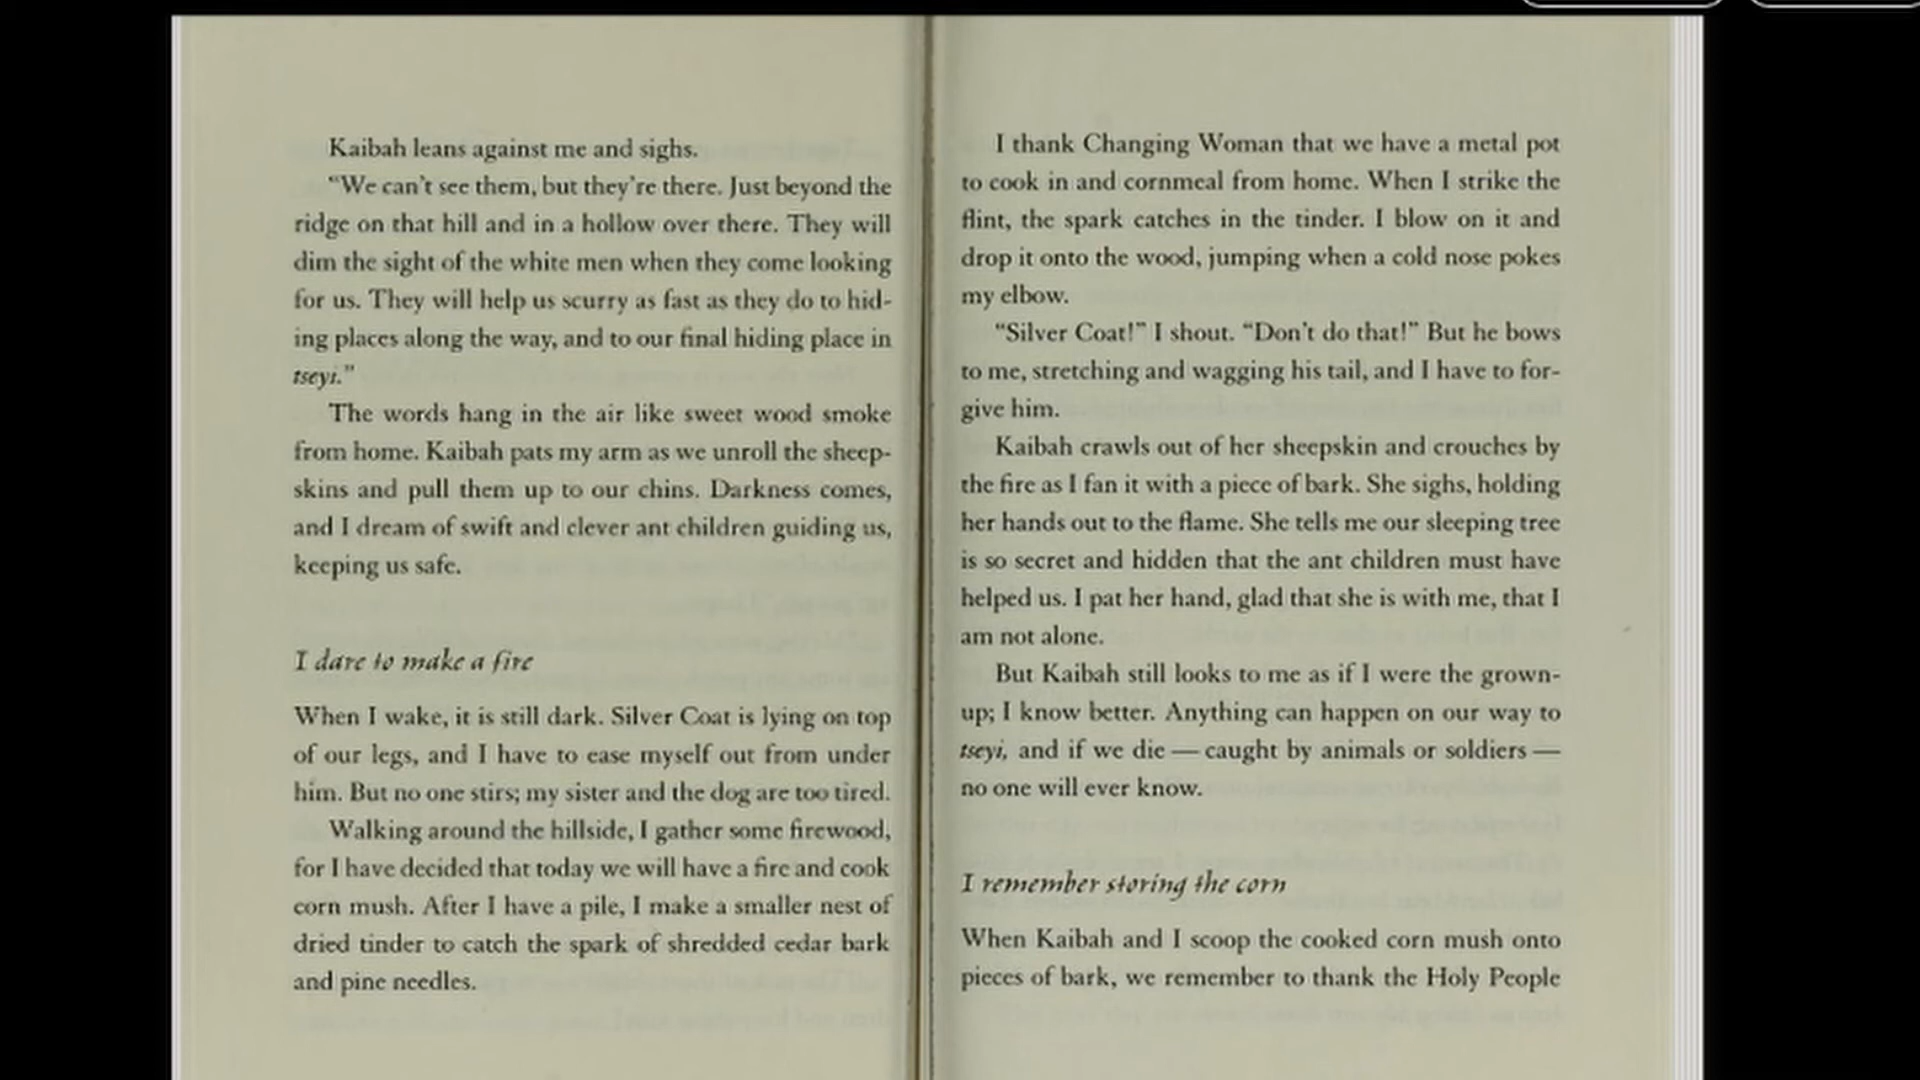 Kaibah leans against me and sighs.
“We can’t see them, but they’re there. Just beyond the
ridge on that hill and in a hollow over there. They will
dim the sight of the white men when they come looking
for us. They will help us scurry as fast as they do to hid-
ing places along the way, and to our final hiding place in
tseyi.”
The words hang in the air like sweet wood smoke
from home. Kaibah pats my arm as we unroll the sheep-
skins and pull them up to our chins. Darkness comes,
and I dream of swift and clever ant children guiding us,
keeping us safe.
I dare to make a fire
When I wake, it is still dark. Silver Coat is lying on top
of our legs, and I have to ease myself out from under
him. But no one stirs; my sister and the dog are too tired.
Walking around the hillside, I gather some firewood,
for I have decided that today we will have a fire and cook
corn mush. After I have a pile, I make a smaller nest of
dried tinder to catch the spark of shredded cedar bark
and pine needles.
I thank Changing Woman that we have a metal pot
to cook in and cornmeal from home. When I strike the
flint, the spark catches in the tinder. I blow on it and
drop it onto the wood, jumping when a cold nose pokes
my elbow.
“Silver Coat!” I shout. “Don’t do that!” But he bows
to me, stretching and wagging his tail, and I have to for-
give him.
Kaibah crawls out of her sheepskin and crouches by
the fire as I fan it with a piece of bark. She sighs, holding
her hands out to the flame. She tells me our sleeping tree
is so secret and hidden that the ant children must have
helped us. I pat her hand, glad that she is with me, that I
am not alone.
But Kaibah still looks to me as if I were the grown-
up; I know better. Anything can happen on our way to
tseyi, and if we die — caught by animals or soldiers —
no one will ever know.
I remember storing the corn
When Kaibah and I scoop the cooked corn mush onto
pieces of bark, we remember to thank the Holy People